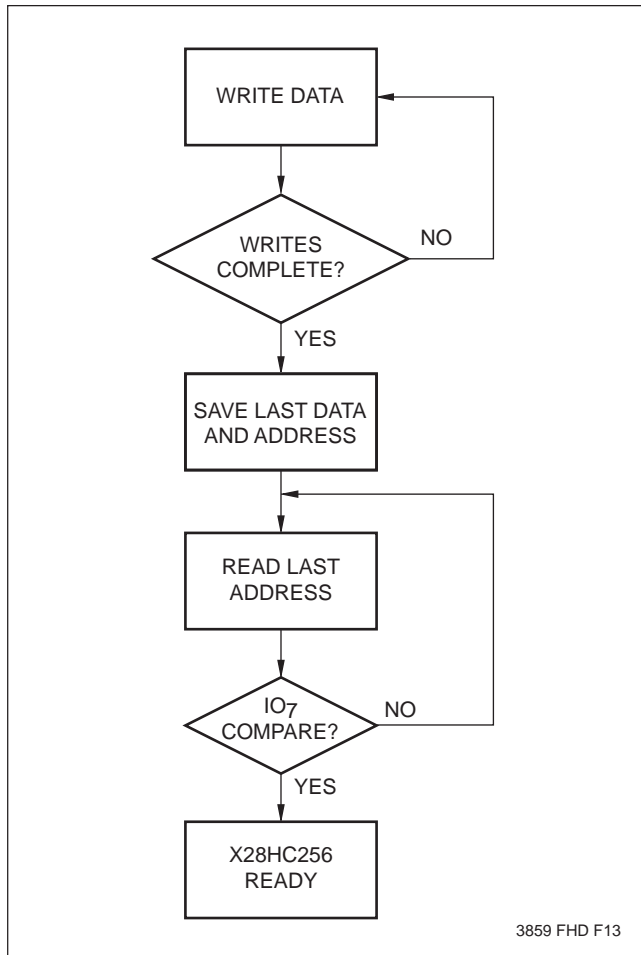 WRITE DATA
WRITES
COMPLETE?
NO
YES
SAVE LAST DATA
AND ADDRESS
READ LAST
ADDRESS
IO7
COMPARE?
NO
YES
X28HC256
READY
3859 FHD F13